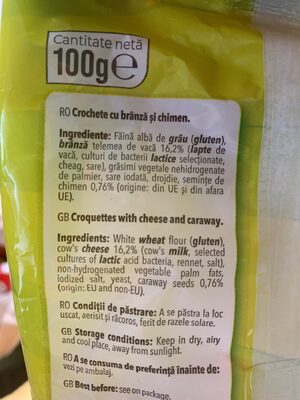 Cantitate netă
100g℮
RO Crochete cu brânză și chimen.
Ingrediente: Făină albă de grâu (gluten),
brânză telemea de vacă 16,2% (lapte de
vacă, culturi de bacterii lactice selecționate,
cheag, sare), grăsimi vegetale nehidrogenate
de palmier, sare iodată, drojdie, semințe de
chimen 0,76% (origine: din UE și din afara
UE).
GB Croquettes with cheese and caraway.
Ingredients: White wheat flour (gluten),
cow's cheese 16,2% (cow's milk, selected
cultures of lactic acid bacteria, rennet, salt),
non-hydrogenated vegetable palm fats,
iodized salt, yeast, caraway seeds 0,76%
(origin: EU and non-EU).
RO Condiții de păstrare: A se păstra la loc
uscat, aerisit și răcoros, ferit de razele solare.
GB Storage conditions: Keep in dry, airy
and cool place, away from sunlight.
RO A se consuma de preferință înainte de:
vezi pe ambalaj.
GB Best before: see on package.